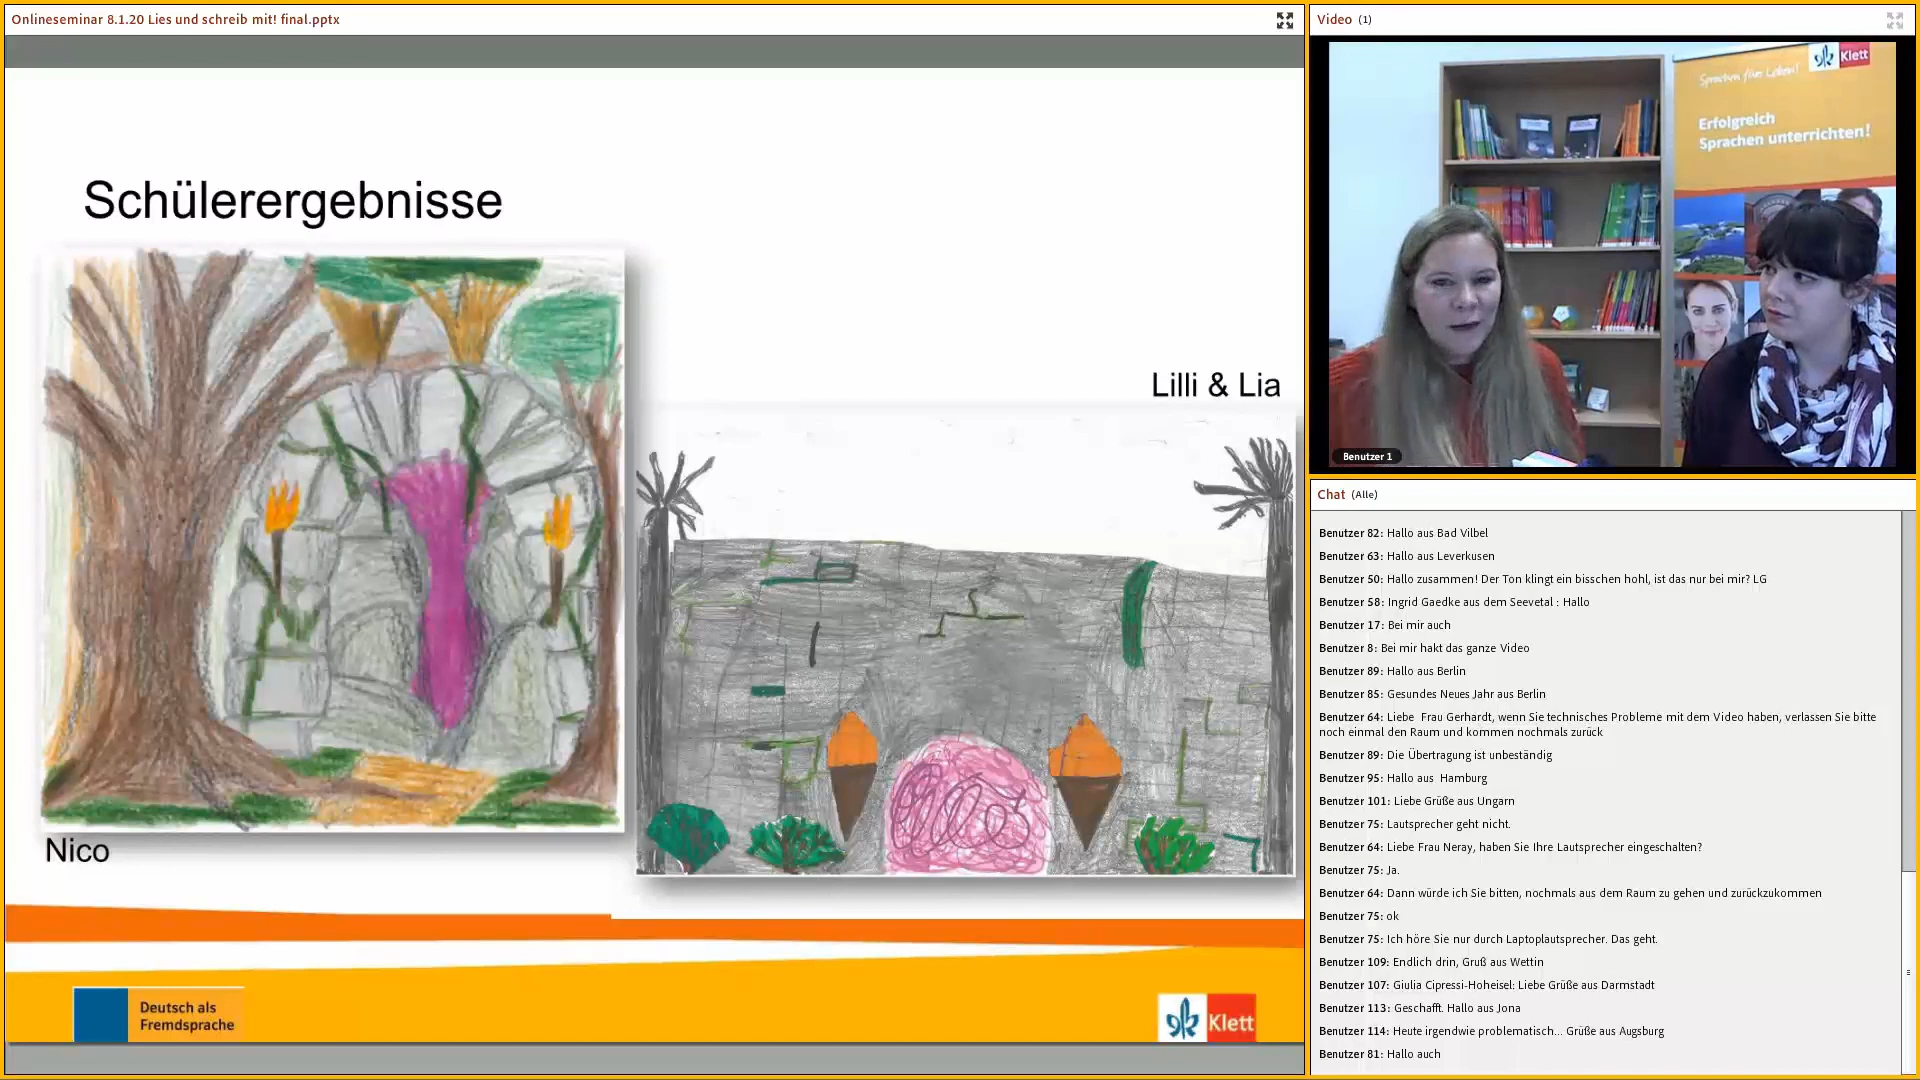 Onlineseminar 8.1.20 Lies und schreib mit! final.pptx
Schülerergebnisse
Lilli & Lia
Nico
Deutsch als
Fremdsprache
Klett
Video (1)
Sprachen fürs Leben!
Klett
Erfolgreich
Sprachen unterrichten!
Benutzer 1
Chat (Alle)
Benutzer 82: Hallo aus Bad Vilbel
Benutzer 63: Hallo aus Leverkusen
Benutzer 50: Hallo zusammen! Der Ton klingt ein bisschen hohl, ist das nur bei mir? LG
Benutzer 58: Ingrid Gaedke aus dem Seevetal : Hallo
Benutzer 17: Bei mir auch
Benutzer 8: Bei mir hakt das ganze Video
Benutzer 89: Hallo aus Berlin
Benutzer 85: Gesundes Neues Jahr aus Berlin
Benutzer 64: Liebe Frau Gerhardt, wenn Sie technisches Probleme mit dem Video haben, verlassen Sie bitte
noch einmal den Raum und kommen nochmals zurück
Benutzer 89: Die Übertragung ist unbeständig
Benutzer 95: Hallo aus Hamburg
Benutzer 101: Liebe Grüße aus Ungarn
Benutzer 75: Lautsprecher geht nicht.
Benutzer 64: Liebe Frau Neray, haben Sie Ihre Lautsprecher eingeschalten?
Benutzer 75: Ja.
Benutzer 64: Dann würde ich Sie bitten, nochmals aus dem Raum zu gehen und zurückzukommen
Benutzer 75: ok
Benutzer 75: Ich höre Sie nur durch Laptoplautsprecher. Das geht.
Benutzer 109: Endlich drin, Gruß aus Wettin
Benutzer 107: Giulia Cipressi-Hoheisel: Liebe Grüße aus Darmstadt
Benutzer 113: Geschafft. Hallo aus Jona
Benutzer 114: Heute irgendwie problematisch... Grüße aus Augsburg
Benutzer 81: Hallo auch